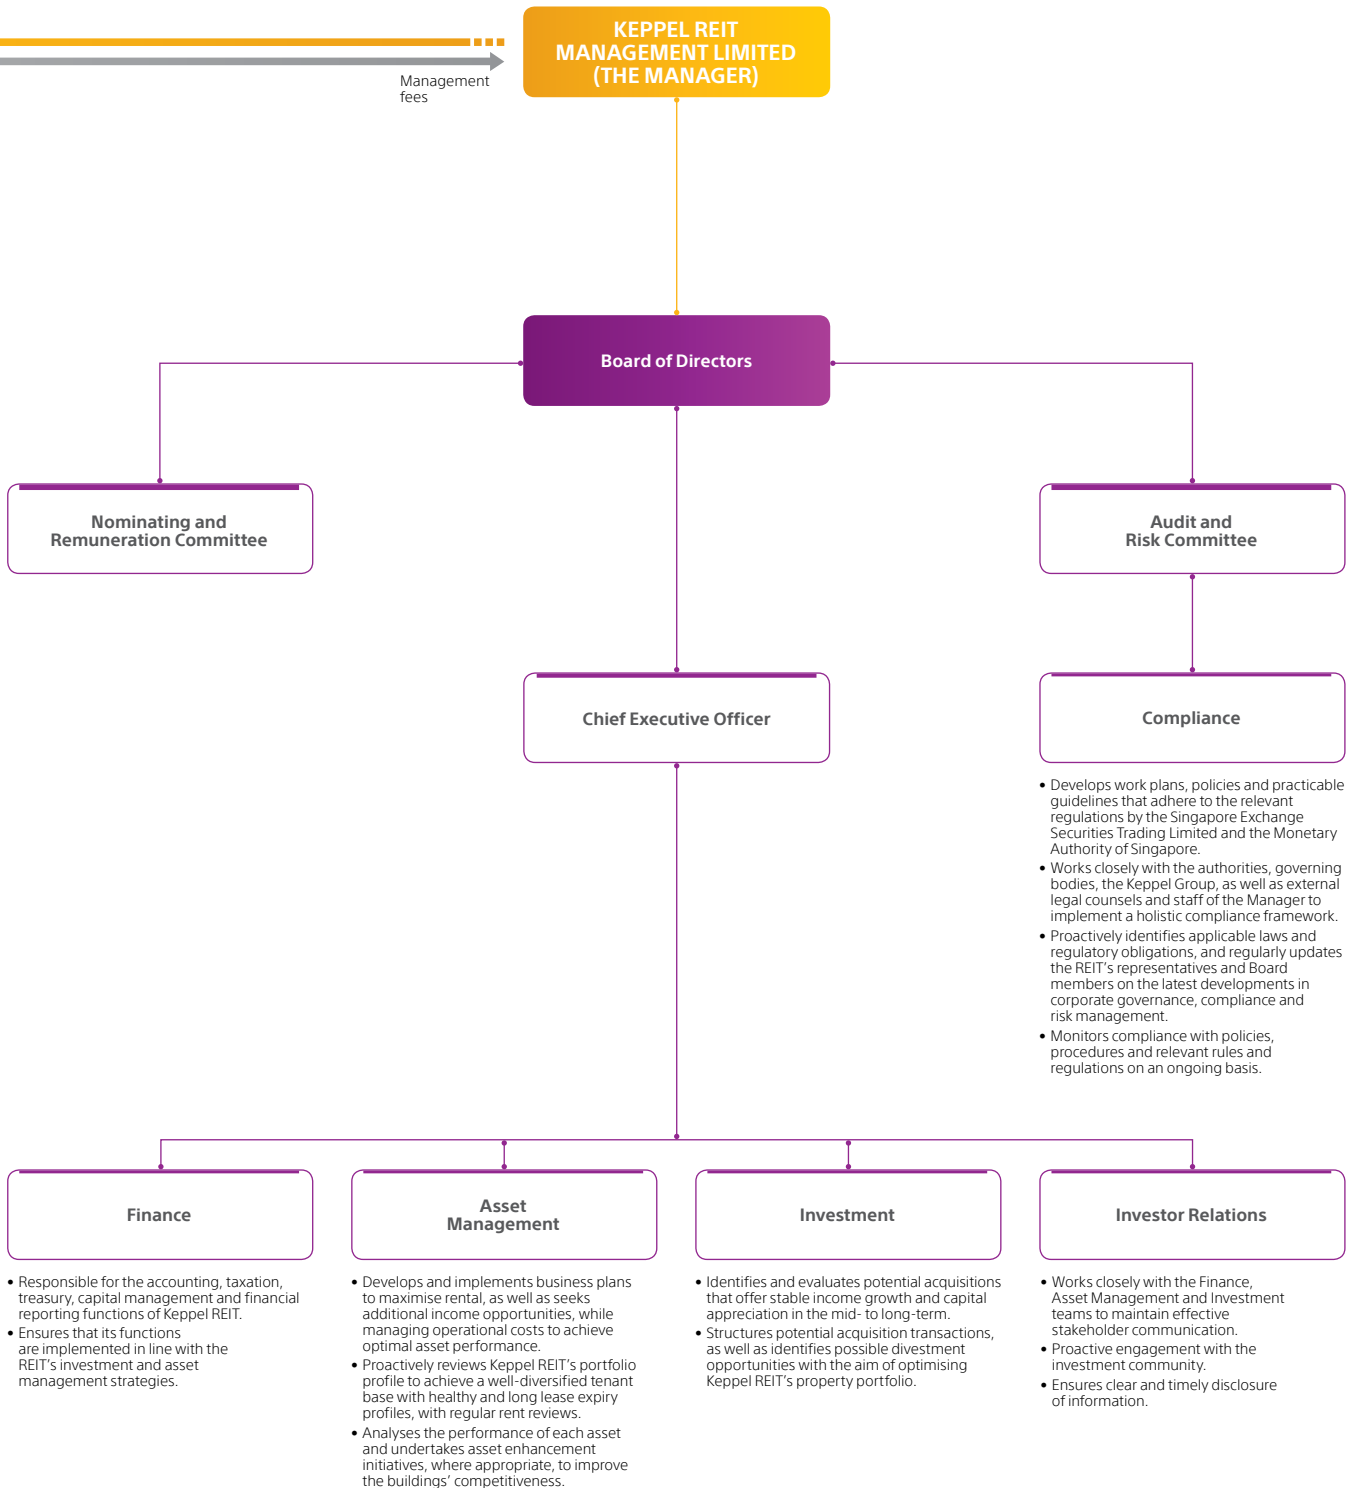 KEPPEL REIT
MANAGEMENT LIMITED
(THE MANAGER)
Management
fees
Board of Directors
Nominating and
Remuneration Committee
Audit and
Risk Committee
Chief Executive Officer
Compliance
• Develops work plans, policies and practicable
guidelines that adhere to the relevant
regulations by the Singapore Exchange
Securities Trading Limited and the Monetary
Authority of Singapore.
• Works closely with the authorities, governing
bodies, the Keppel Group, as well as external
legal counsels and staff of the Manager to
implement a holistic compliance framework.
• Proactively identifies applicable laws and
regulatory obligations, and regularly updates
the REIT's representatives and Board
members on the latest developments in
corporate governance, compliance and
risk management.
• Monitors compliance with policies,
procedures and relevant rules and
regulations on an ongoing basis.
Finance
• Responsible for the accounting, taxation,
treasury, capital management and financial
reporting functions of Keppel REIT.
• Ensures that its functions
are implemented in line with the
REIT's investment and asset
management strategies.
Asset
Management
• Develops and implements business plans
to maximise rental, as well as seeks
additional income opportunities, while
managing operational costs to achieve
optimal asset performance.
• Proactively reviews Keppel REIT's portfolio
profile to achieve a well-diversified tenant
base with healthy and long lease expiry
profiles, with regular rent reviews.
• Analyses the performance of each asset
and undertakes asset enhancement
initiatives, where appropriate, to improve
the buildings' competitiveness.
Investment
• Identifies and evaluates potential acquisitions
that offer stable income growth and capital
appreciation in the mid- to long-term.
• Structures potential acquisition transactions,
as well as identifies possible divestment
opportunities with the aim of optimising
Keppel REIT's property portfolio.
Investor Relations
• Works closely with the Finance,
Asset Management and Investment
teams to maintain effective
stakeholder communication.
• Proactive engagement with the
investment community.
• Ensures clear and timely disclosure
of information.